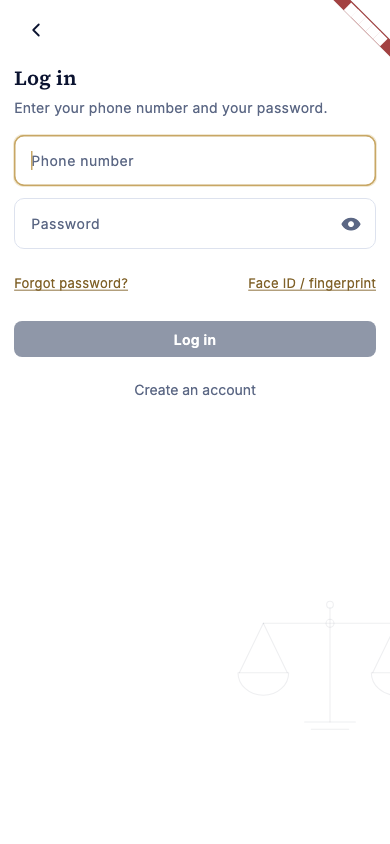 Log in
Enter your phone number and your password.
Phone number
Password
Forgot password? Face ID / fingerprint
Log in
Create an account